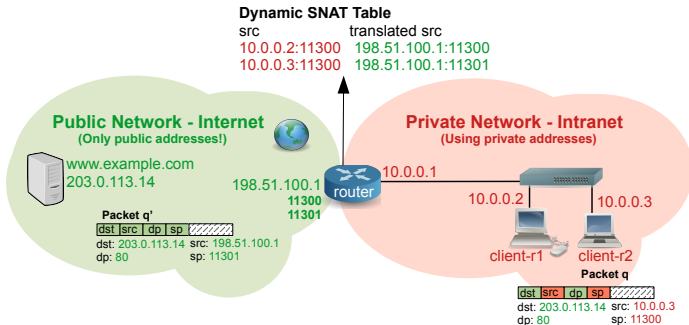 Dynamic SNAT Table
src translated src
10.0.0.2:11300 198.51.100.1:11300
10.0.0.3:11300 198.51.100.1:11301
Public Network - Internet
(Only public addresses!)
www.example.com
203.0.113.14
198.51.100.1
11300
11301
router
Packet q'
dst src dp sp
dst: 203.0.113.14 src: 198.51.100.1
dp: 80 sp: 11301
Private Network - Intranet
(Using private addresses)
10.0.0.1
10.0.0.2
10.0.0.3
client-r1
client-r2
Packet q
dst src dp sp
dst: 203.0.113.14 src: 10.0.0.3
dp: 80 sp: 11300